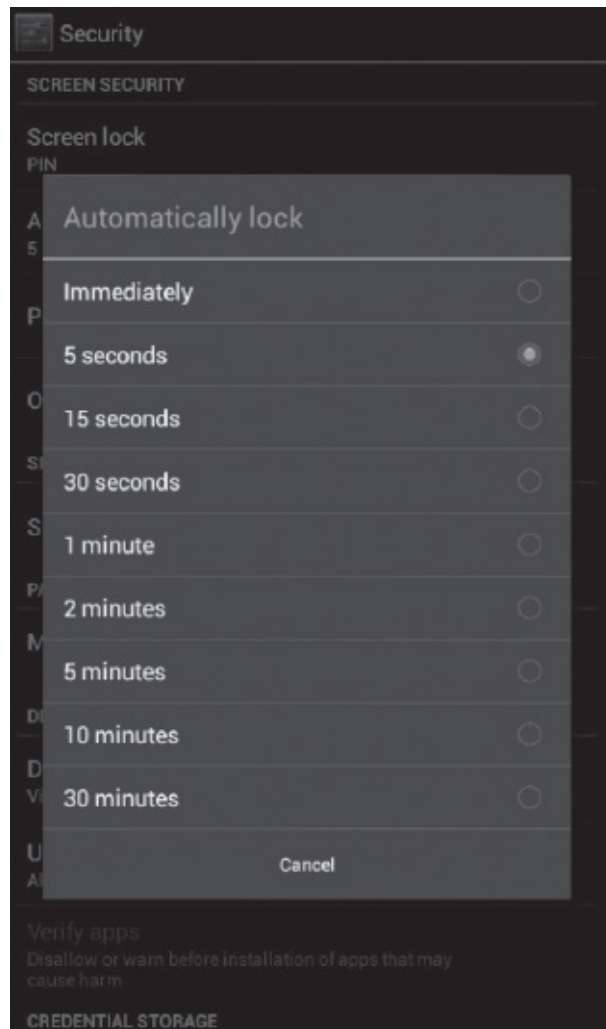 Security
SCREEN SECURITY
Screen lock
PIN
A
5
Automatically lock
Immediately
P
5 seconds
O
15 seconds
30 seconds
S
1 minute
2 minutes
M
5 minutes
10 minutes
D
30 minutes
U
Cancel
Verify apps
Disallow or warn before installation of apps that may
cause harm
CREDENTIAL STORAGE